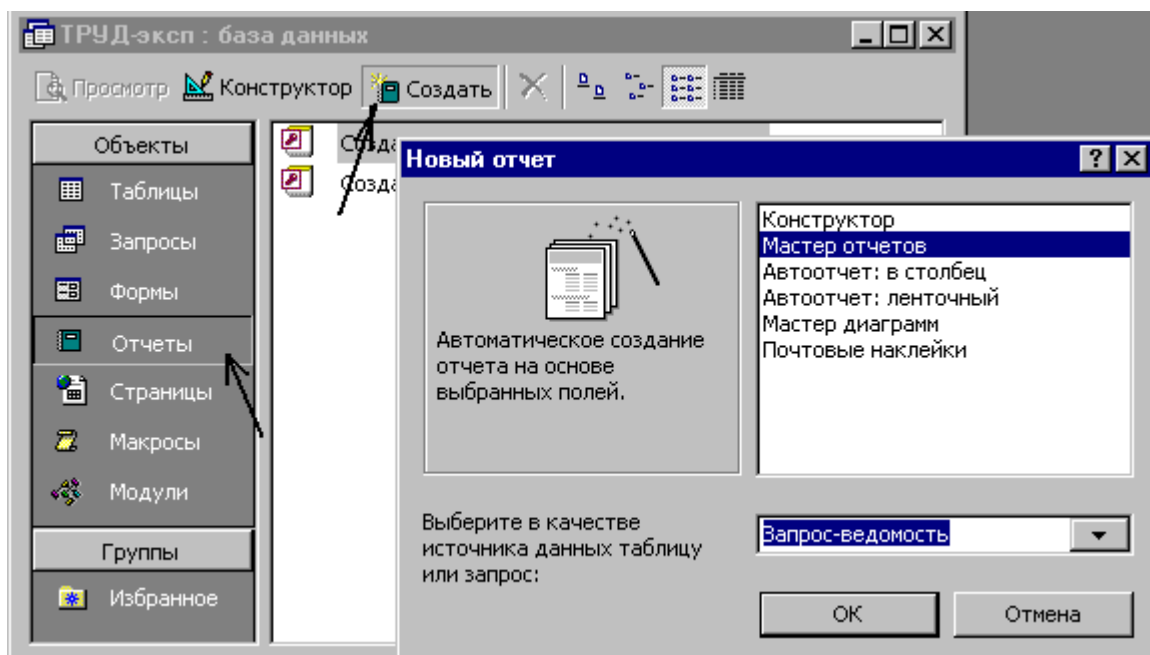 ТРУД-эксп : база данных
Просмотр Конструктор Создать
Объекты
Таблицы
Запросы
Формы
Отчеты
Страницы
Макросы
Модули
Группы
Избранное
Новый отчет
Автоматическое создание
отчета на основе
выбранных полей.
Конструктор
Мастер отчетов
Автоотчет: в столбец
Автоотчет: ленточный
Мастер диаграмм
Почтовые наклейки
Выберите в качестве
источника данных таблицу
или запрос:
Запрос-ведомость
ОК
Отмена